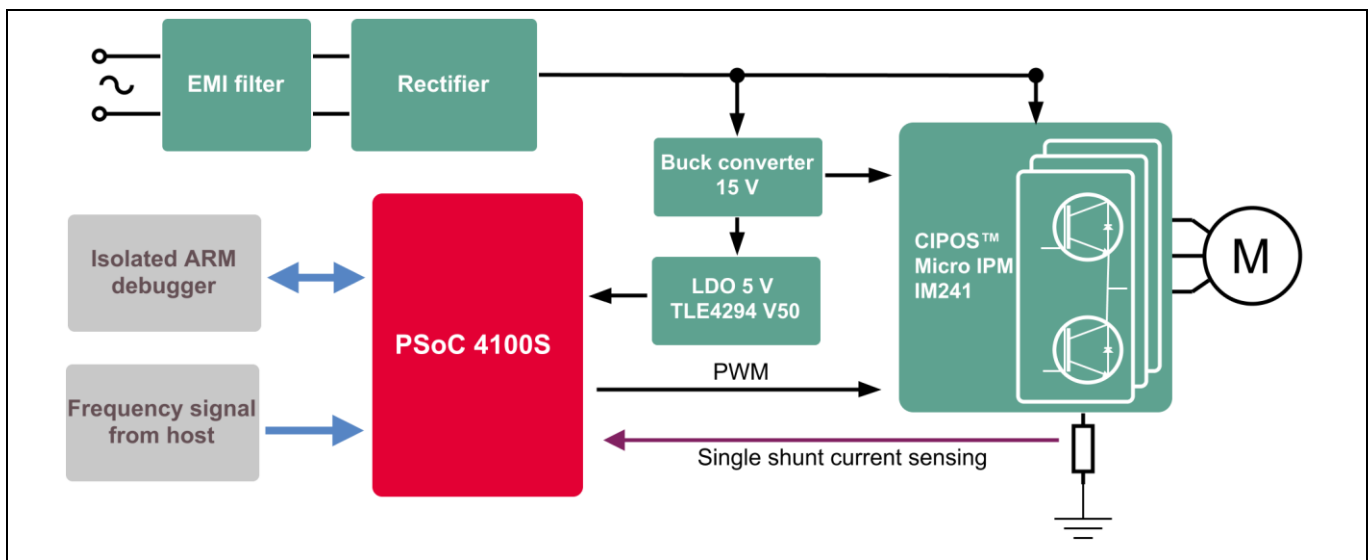 EMI filter
Rectifier
Buck converter
15 V
CIPOS™
Micro IPM
IM241
M
Isolated ARM
debugger
PSoC 4100S
LDO 5 V
TLE4294 V50
PWM
Frequency signal
from host
Single shunt current sensing